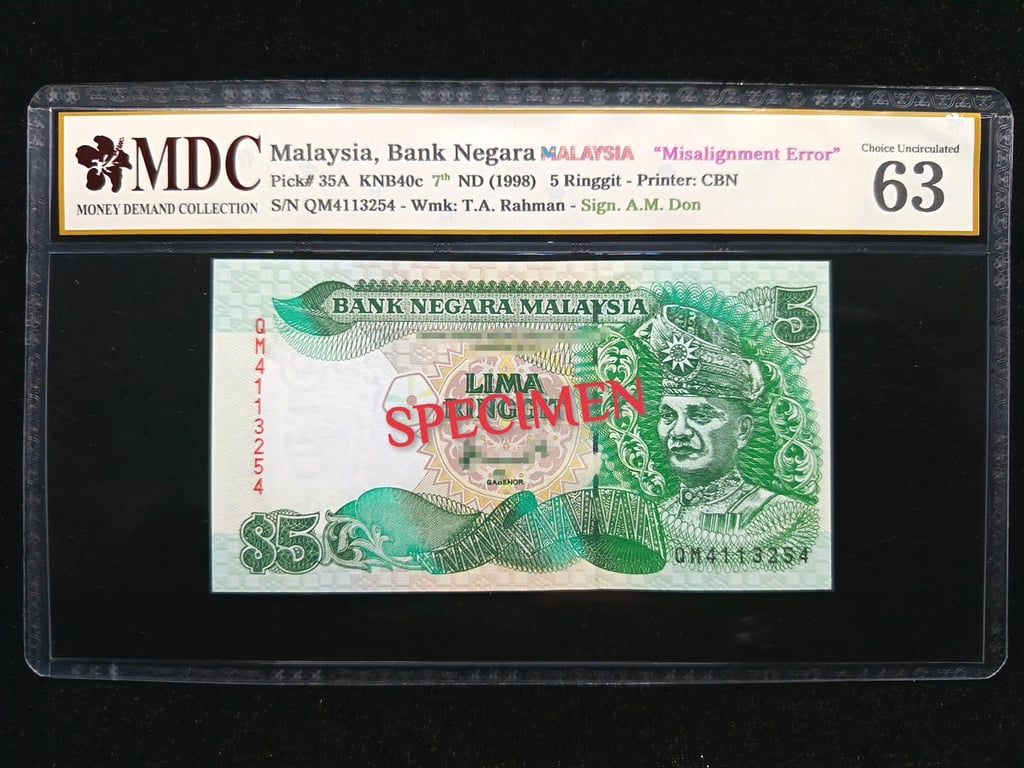 MDC
MONEY DEMAND COLLECTION
Malaysia, Bank Negara MALAYSIA "Misalignment Error"
Pick# 35A KNB40c 7th ND (1998) 5 Ringgit - Printer: CBN
S/N QM4113254 - Wmk: T.A. Rahman - Sign. A.M. Don
Choice Uncirculated
63
BANK NEGARA MALAYSIA
5
QM4113254
LIMA
RINGGIT
SPECIMEN
$5
QM4113254